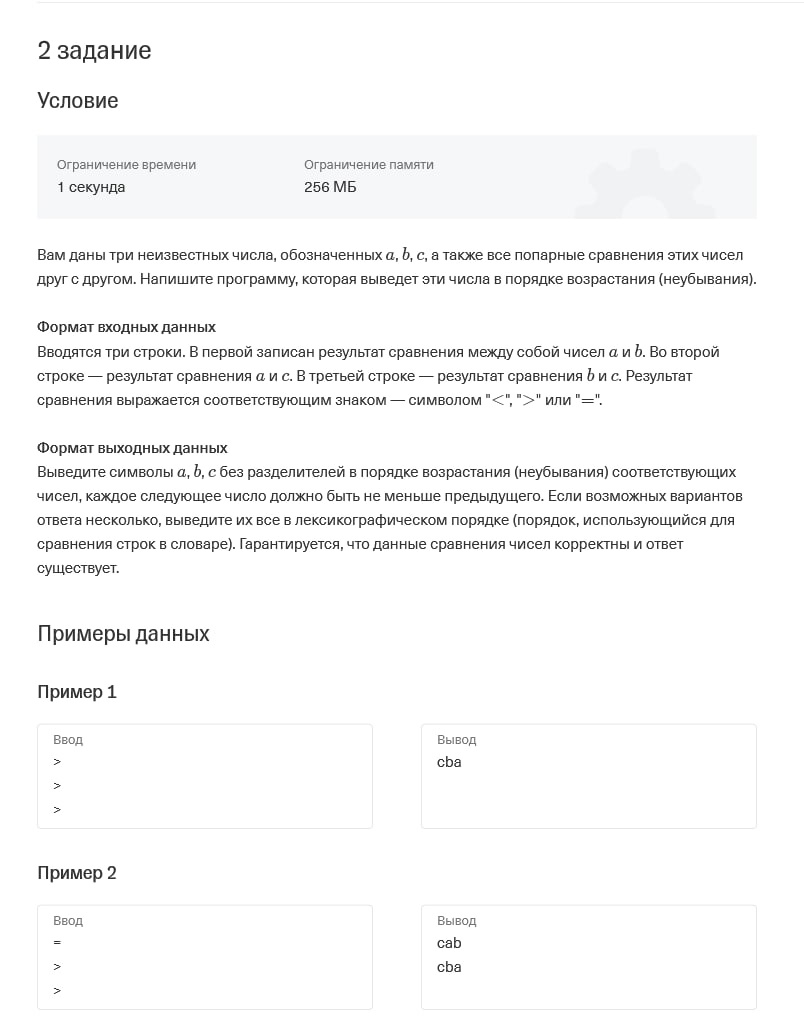 2 задание
Условие
Ограничение времени
Ограничение памяти
1 секунда
256 МБ
Вам даны три неизвестных числа, обозначенных a, b, c, а также все попарные сравнения этих чисел
друг с другом. Напишите программу, которая выведет эти числа в порядке возрастания (неубывания).
Формат входных данных
Вводятся три строки. В первой записан результат сравнения между собой чисел a и b. Во второй
строке — результат сравнения a и c. В третьей строке — результат сравнения b и c. Результат
сравнения выражается соответствующим знаком — символом "<", ">" или "=".
Формат выходных данных
Выведите символы a, b, c без разделителей в порядке возрастания (неубывания) соответствующих
чисел, каждое следующее число должно быть не меньше предыдущего. Если возможных вариантов
ответа несколько, выведите их все в лексикографическом порядке (порядок, использующийся для
сравнения строк в словаре). Гарантируется, что данные сравнения чисел корректны и ответ
существует.
Примеры данных
Пример 1
Ввод
>
>
>
Вывод
cba
Пример 2
Ввод
=
>
>
Вывод
cab
cba